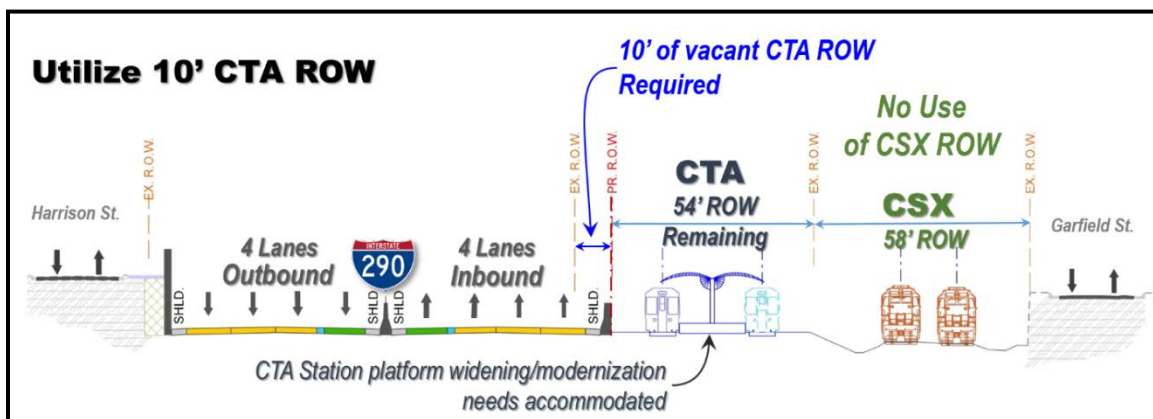 Utilize 10’ CTA ROW
10’ of vacant CTA ROW
Required
No Use
of CSX ROW
EX. R.O.W.
EX. R.O.W.
PR. R.O.W.
EX. R.O.W.
EX. R.O.W.
CTA
54’ ROW
Remaining
CSX
58’ ROW
Harrison St.
Garfield St.
4 Lanes
Outbound
INTERSTATE
290
4 Lanes
Inbound
SHLD.
SHLD.
SHLD.
SHLD.
CTA Station platform widening/modernization
needs accommodated